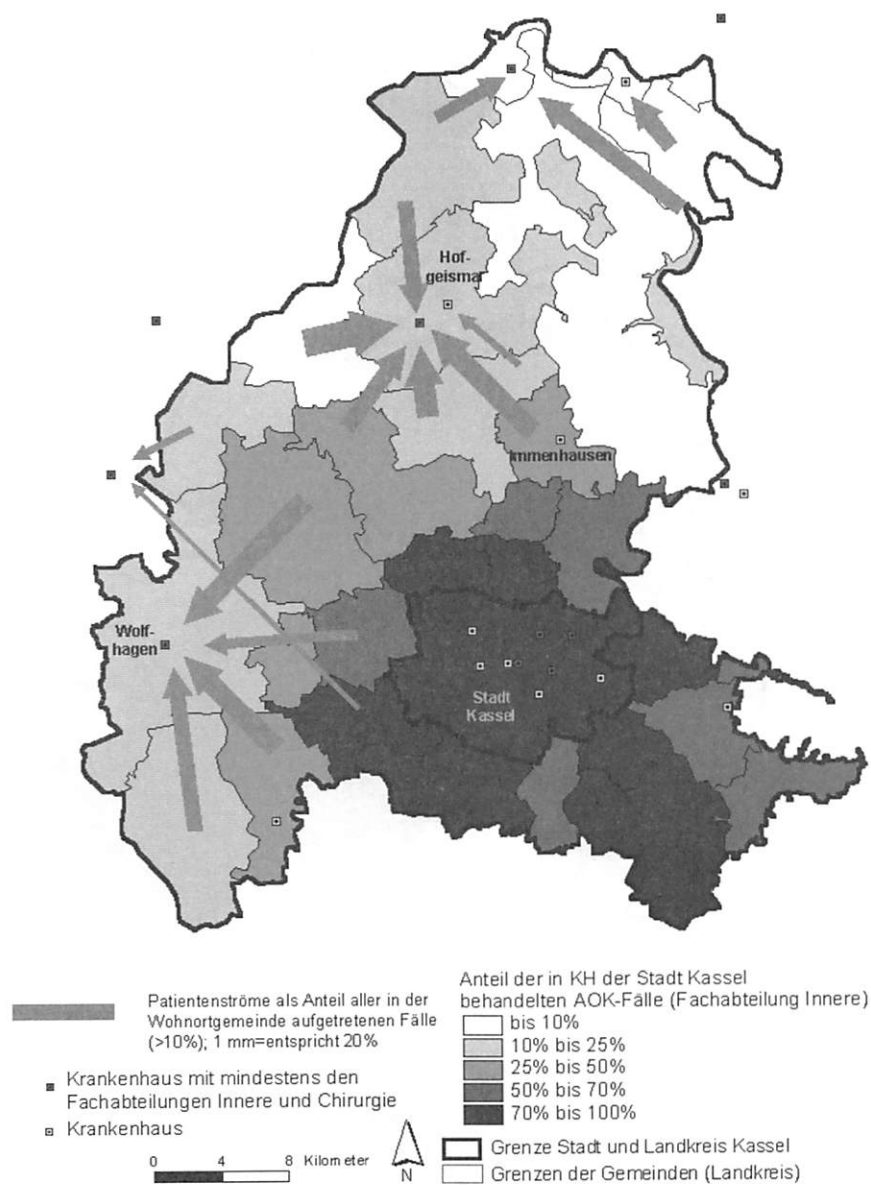 Hof-
geismar
Immenhausen
Wolf-
hagen
Stadt
Kassel
Patientenströme als Anteil aller in der
Wohnortgemeinde aufgetretenen Fälle
(>10%); 1 mm=entspricht 20%
Krankenhaus mit mindestens den
Fachabteilungen Innere und Chirurgie
Krankenhaus
0 4 8 Kilometer
N
Anteil der in KH der Stadt Kassel
behandelten AOK-Fälle (Fachabteilung Innere)
bis 10%
10% bis 25%
25% bis 50%
50% bis 70%
70% bis 100%
Grenze Stadt und Landkreis Kassel
Grenzen der Gemeinden (Landkreis)